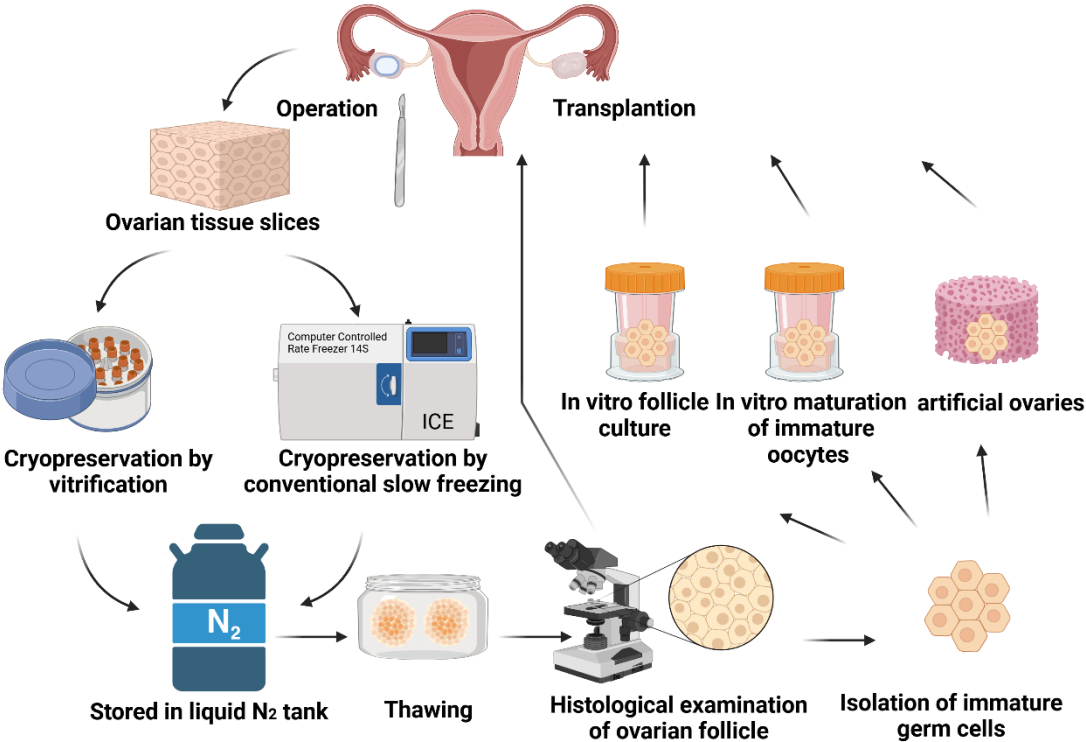 Operation
Transplantion
Ovarian tissue slices
Computer Controlled
Rate Freezer 14S
ICE
Cryopreservation by
vitrification
Cryopreservation by
conventional slow freezing
In vitro follicle
culture
In vitro maturation
of immature
oocytes
artificial ovaries
N2
Stored in liquid N2 tank
Thawing
Histological examination
of ovarian follicle
Isolation of immature
germ cells